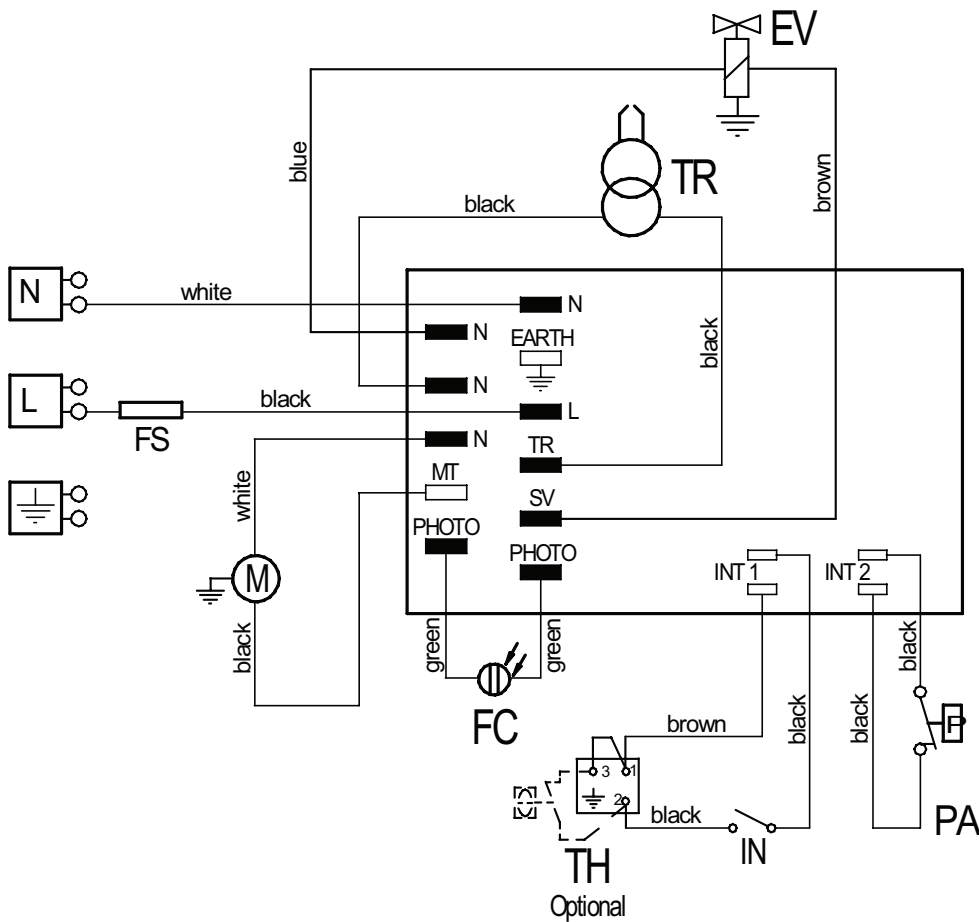 EV
blue
TR
brown
black
N
white
N
N
EARTH
black
N
L
black
L
FS
N
TR
white
MT
SV
PHOTO
PHOTO
INT 1
INT 2
M
black
green
green
black
black
black
P
FC
brown
3 1
2
black
IN
PA
TH
Optional